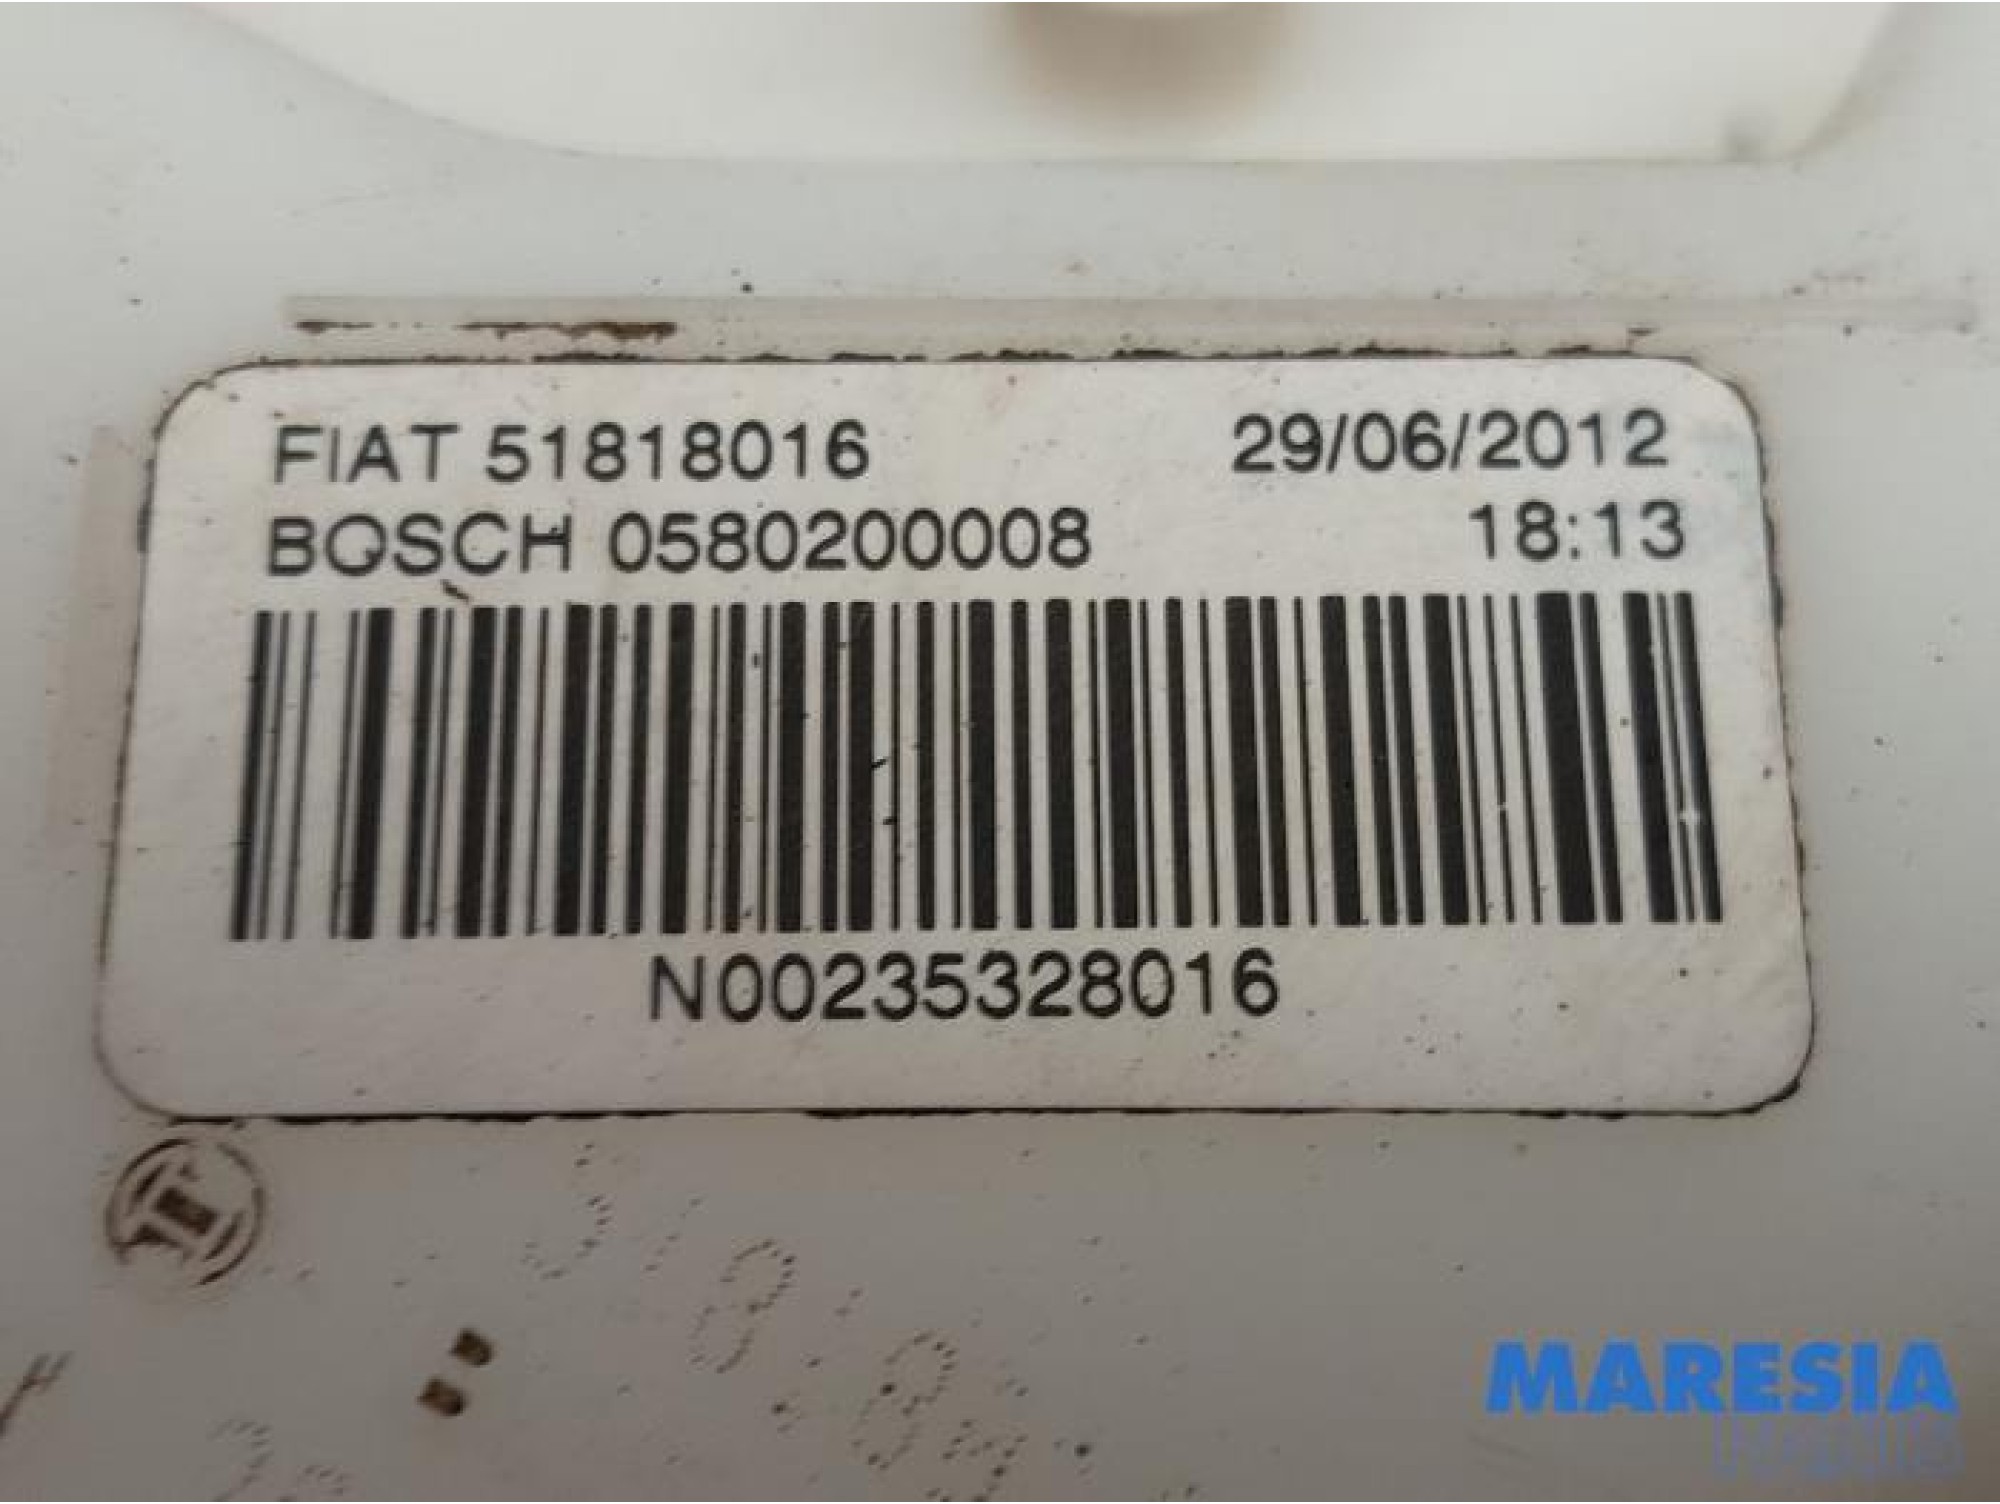 FIAT 51818016 29/06/2012
BOSCH 0580200008 18:13
N00235328016
MARESIA